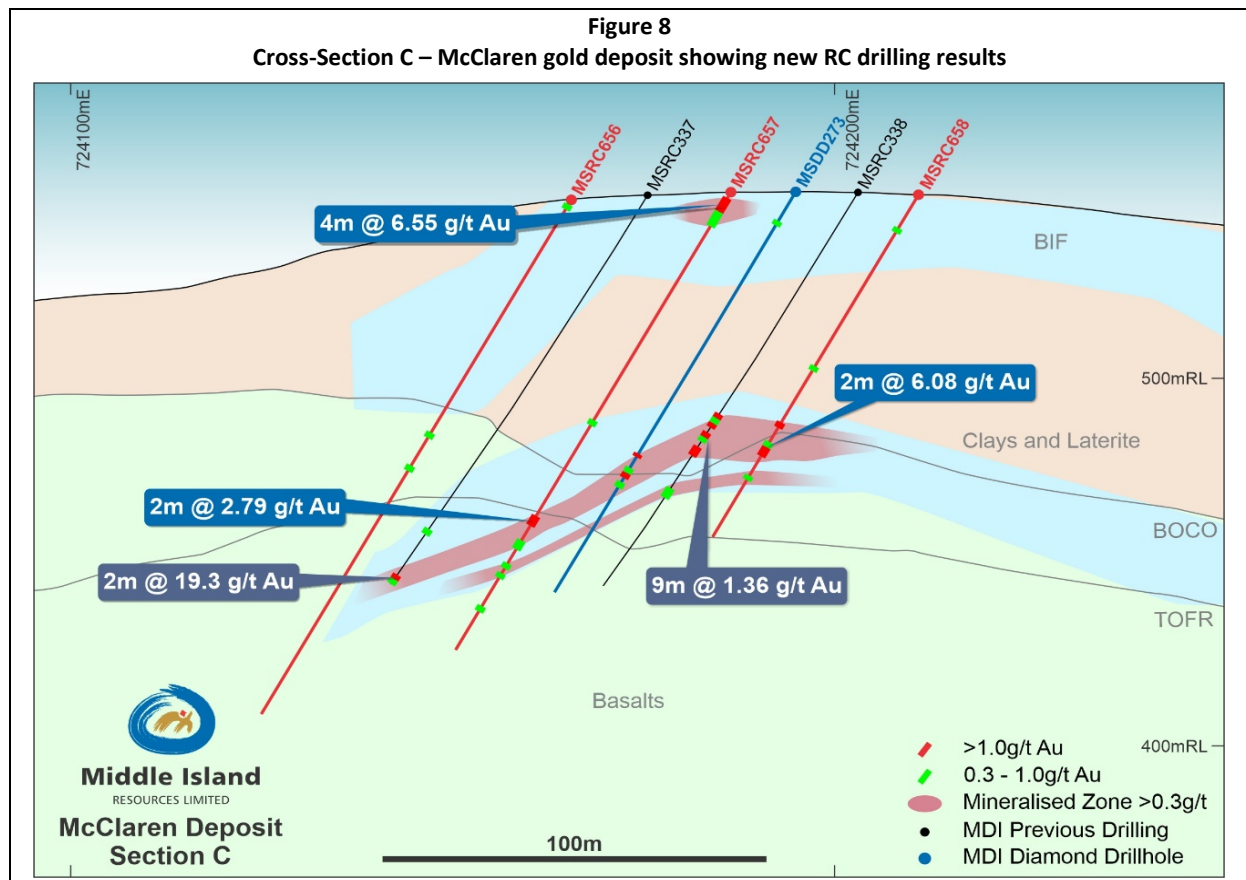 Figure 8
Cross-Section C – McClaren gold deposit showing new RC drilling results
724100mE
724200mE
MSRC656
MSRC337
MSRC657
MSDD273
MSRC338
MSRC658
4m @ 6.55 g/t Au
BIF
2m @ 6.08 g/t Au
500mRL
Clays and Laterite
2m @ 2.79 g/t Au
BOCO
2m @ 19.3 g/t Au
9m @ 1.36 g/t Au
TOFR
Basalts
Middle Island
RESOURCES LIMITED
McClaren Deposit
Section C
100m
>1.0g/t Au
400mRL
0.3 - 1.0g/t Au
Mineralised Zone >0.3g/t
MDI Previous Drilling
MDI Diamond Drillhole